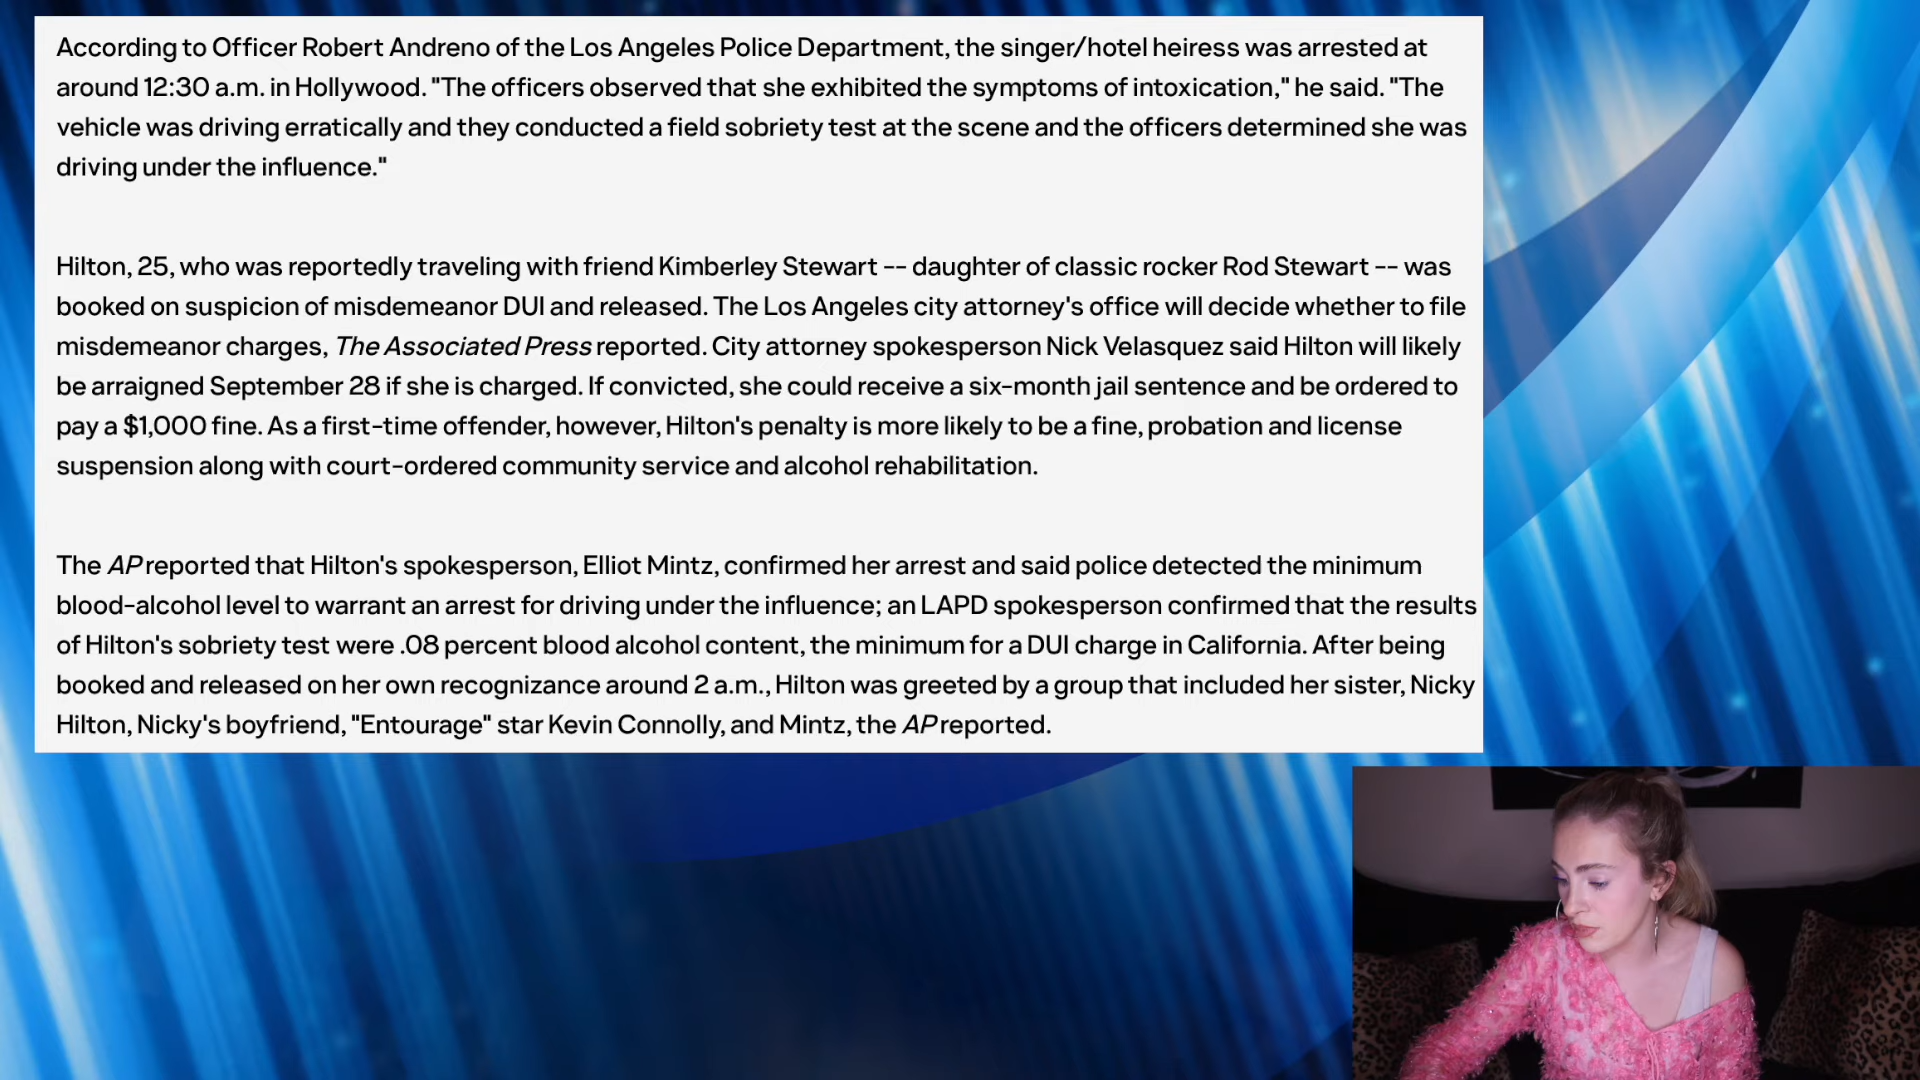 According to Officer Robert Andreno of the Los Angeles Police Department, the singer/hotel heiress was arrested at
around 12:30 a.m. in Hollywood. "The officers observed that she exhibited the symptoms of intoxication," he said. "The
vehicle was driving erratically and they conducted a field sobriety test at the scene and the officers determined she was
driving under the influence."
Hilton, 25, who was reportedly traveling with friend Kimberley Stewart -- daughter of classic rocker Rod Stewart -- was
booked on suspicion of misdemeanor DUI and released. The Los Angeles city attorney's office will decide whether to file
misdemeanor charges, The Associated Press reported. City attorney spokesperson Nick Velasquez said Hilton will likely
be arraigned September 28 if she is charged. If convicted, she could receive a six-month jail sentence and be ordered to
pay a $1,000 fine. As a first-time offender, however, Hilton's penalty is more likely to be a fine, probation and license
suspension along with court-ordered community service and alcohol rehabilitation.
The AP reported that Hilton's spokesperson, Elliot Mintz, confirmed her arrest and said police detected the minimum
blood-alcohol level to warrant an arrest for driving under the influence; an LAPD spokesperson confirmed that the results
of Hilton's sobriety test were .08 percent blood alcohol content, the minimum for a DUI charge in California. After being
booked and released on her own recognizance around 2 a.m., Hilton was greeted by a group that included her sister, Nicky
Hilton, Nicky's boyfriend, "Entourage" star Kevin Connolly, and Mintz, the AP reported.